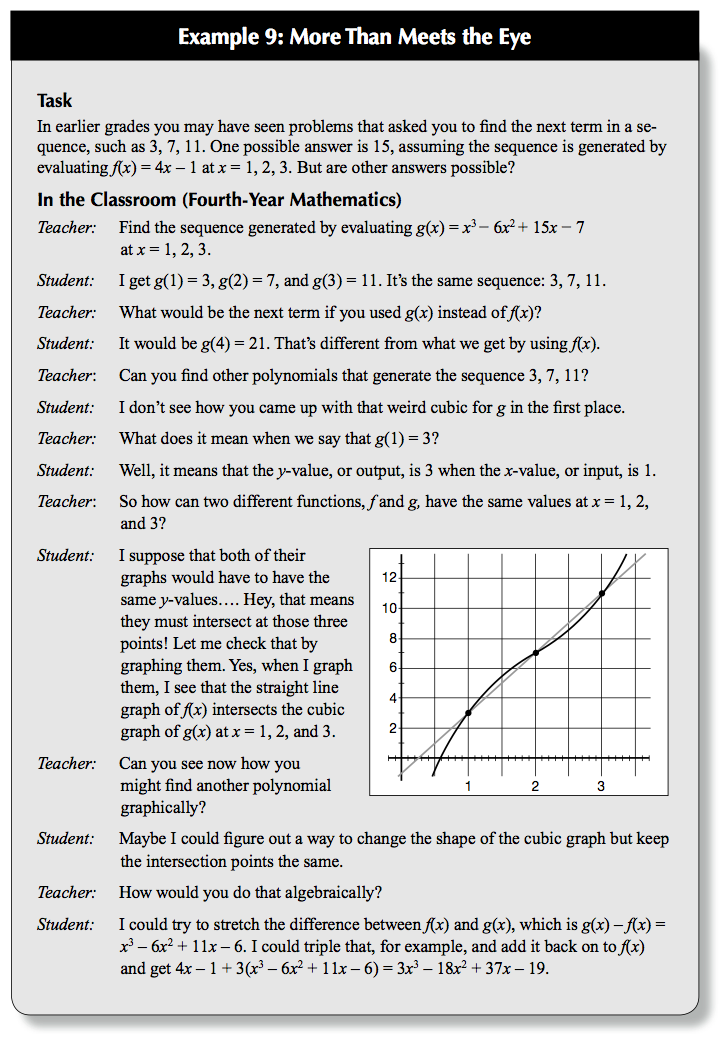 Example 9: More Than Meets the Eye
Task
In earlier grades you may have seen problems that asked you to find the next term in a se-
quence, such as 3, 7, 11. One possible answer is 15, assuming the sequence is generated by
evaluating f(x) = 4x – 1 at x = 1, 2, 3. But are other answers possible?
In the Classroom (Fourth-Year Mathematics)
Teacher: Find the sequence generated by evaluating g(x) = x³ – 6x² + 15x – 7
at x = 1, 2, 3.
Student: I get g(1) = 3, g(2) = 7, and g(3) = 11. It’s the same sequence: 3, 7, 11.
Teacher: What would be the next term if you used g(x) instead of f(x)?
Student: It would be g(4) = 21. That’s different from what we get by using f(x).
Teacher: Can you find other polynomials that generate the sequence 3, 7, 11?
Student: I don’t see how you came up with that weird cubic for g in the first place.
Teacher: What does it mean when we say that g(1) = 3?
Student: Well, it means that the y-value, or output, is 3 when the x-value, or input, is 1.
Teacher: So how can two different functions, f and g, have the same values at x = 1, 2,
and 3?
Student: I suppose that both of their
graphs would have to have the
same y-values…. Hey, that means
they must intersect at those three
points! Let me check that by
graphing them. Yes, when I graph
them, I see that the straight line
graph of f(x) intersects the cubic
graph of g(x) at x = 1, 2, and 3.
12
10
8
6
4
2
1 2 3
Teacher: Can you see now how you
might find another polynomial
graphically?
Student: Maybe I could figure out a way to change the shape of the cubic graph but keep
the intersection points the same.
Teacher: How would you do that algebraically?
Student: I could try to stretch the difference between f(x) and g(x), which is g(x) – f(x) =
x³ – 6x² + 11x – 6. I could triple that, for example, and add it back on to f(x)
and get 4x – 1 + 3(x³ – 6x² + 11x – 6) = 3x³ – 18x² + 37x – 19.